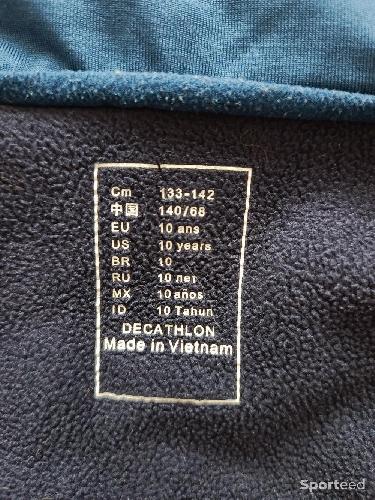 Cm 133-142
中国 140/68
EU 10 ans
US 10 years
BR 10
RU 10 лет
MX 10 años
ID 10 Tahun
DECATHLON
Made in Vietnam
Sporteed